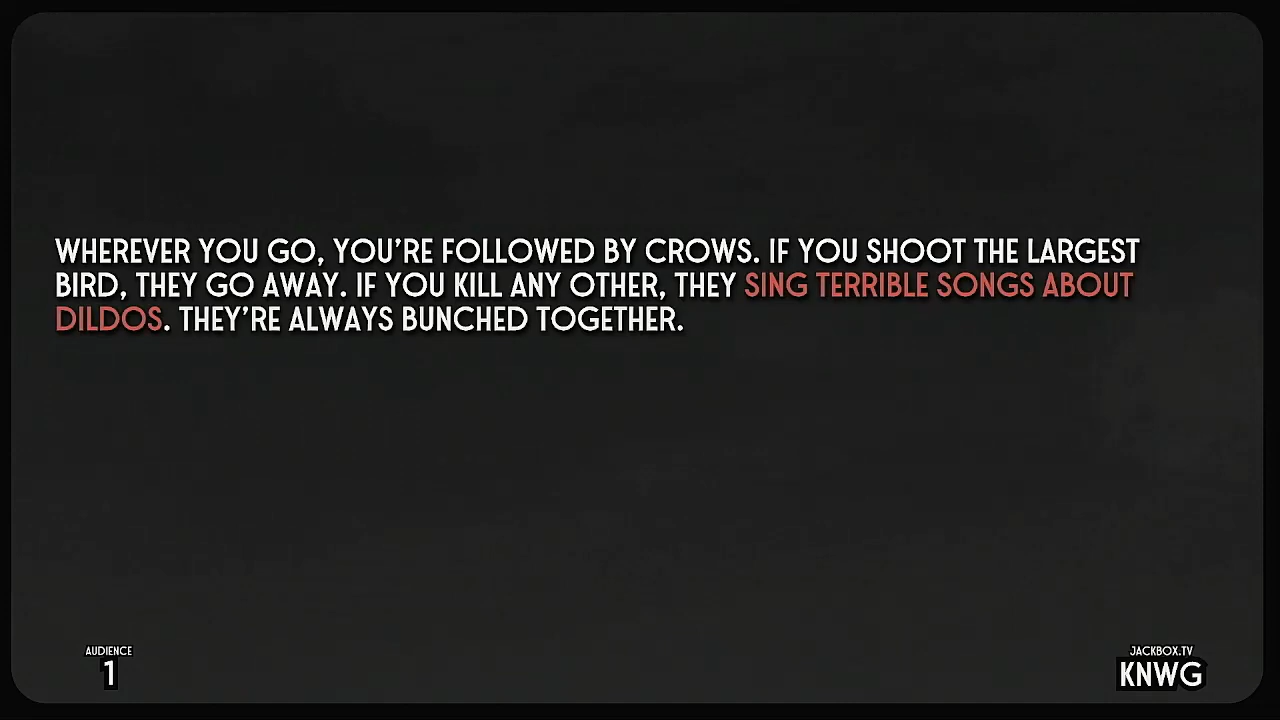 WHEREVER YOU GO, YOU'RE FOLLOWED BY CROWS. IF YOU SHOOT THE LARGEST
BIRD, THEY GO AWAY. IF YOU KILL ANY OTHER, THEY SING TERRIBLE SONGS ABOUT
DILDOS. THEY'RE ALWAYS BUNCHED TOGETHER.
AUDIENCE
1
JACKBOX.TV
KNWG